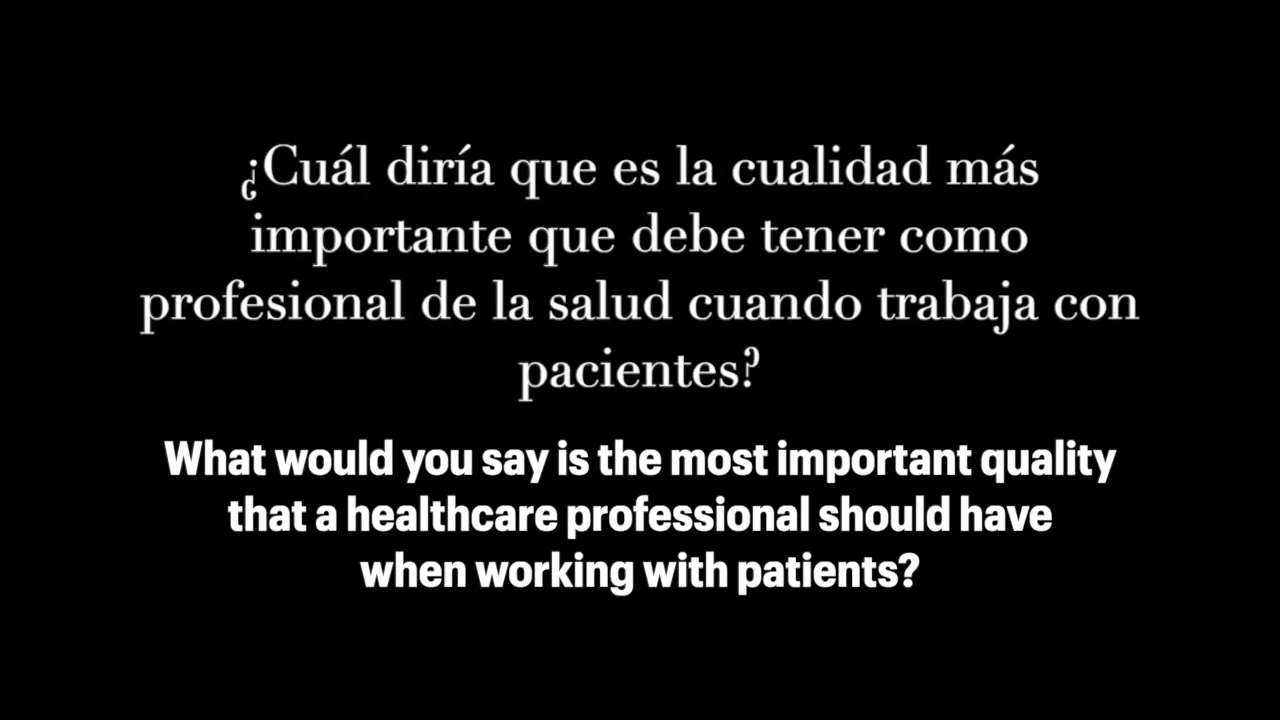 ¿Cuál diría que es la cualidad más
importante que debe tener como
profesional de la salud cuando trabaja con
pacientes?
What would you say is the most important quality
that a healthcare professional should have
when working with patients?